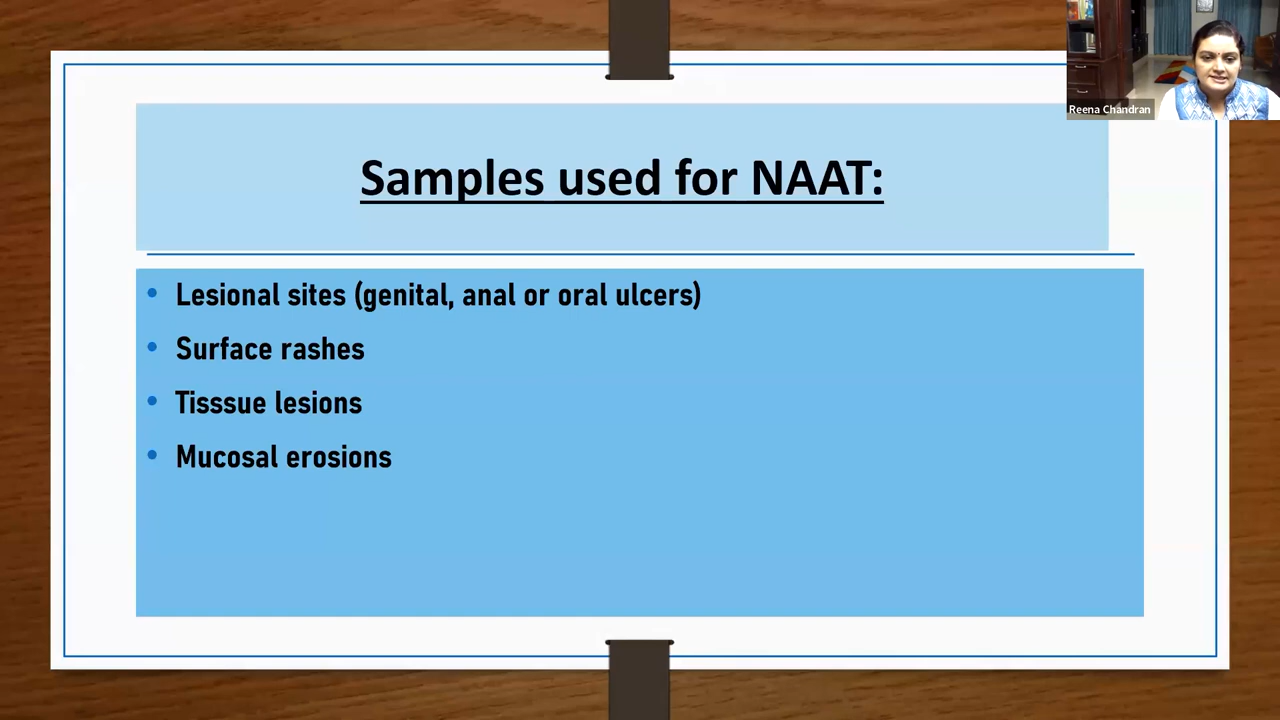 Reena Chandran
Samples used for NAAT:
• Lesional sites (genital, anal or oral ulcers)
• Surface rashes
• Tisssue lesions
• Mucosal erosions